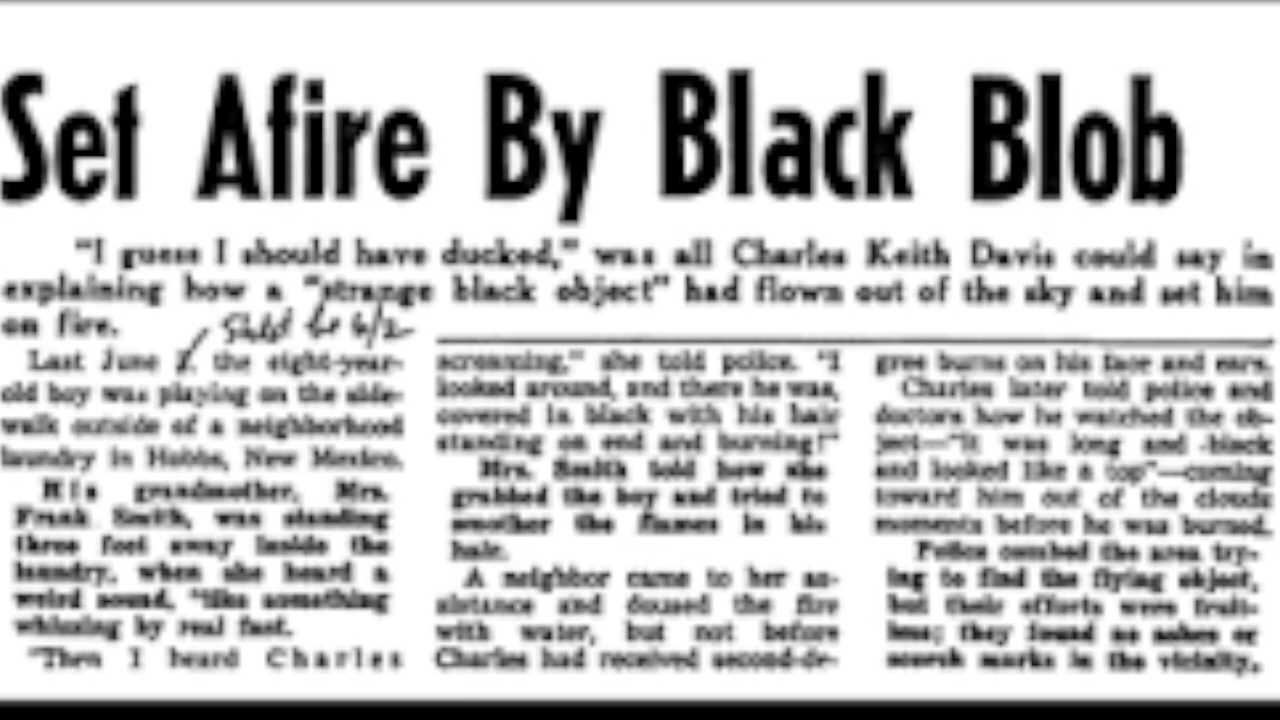 Set Afire By Black Blob
"I guess I should have ducked," was all Charles Keith Davis could say in
explaining how a "strange black object" had flown out of the sky and set him
on fire.
6/2
Last June 2, the eight-year-
old boy was playing on the side-
walk outside of a neighborhood
laundry in Hobbs, New Mexico.
His grandmother, Mrs.
Frank Smith, was standing
three feet away inside the
laundry, when she heard a
weird sound, "like something
whizzing by real fast.
"Then I heard Charles
screaming," she told police. "I
looked around, and there he was,
covered in black with his hair
standing on end and burning!"
Mrs. Smith told how she
grabbed the boy and tried to
smother the flames in his
hair.
A neighbor came to her as-
sistance and doused the fire
with water, but not before
Charles had received second-de-
gree burns on his face and ears.
Charles later told police and
doctors how he watched the ob-
ject—"it was long and black
and looked like a top"—coming
toward him out of the clouds
moments before he was burned.
Police combed the area try-
ing to find the flying object,
but their efforts were fruit-
less; they found no ashes or
scorch marks in the vicinity.